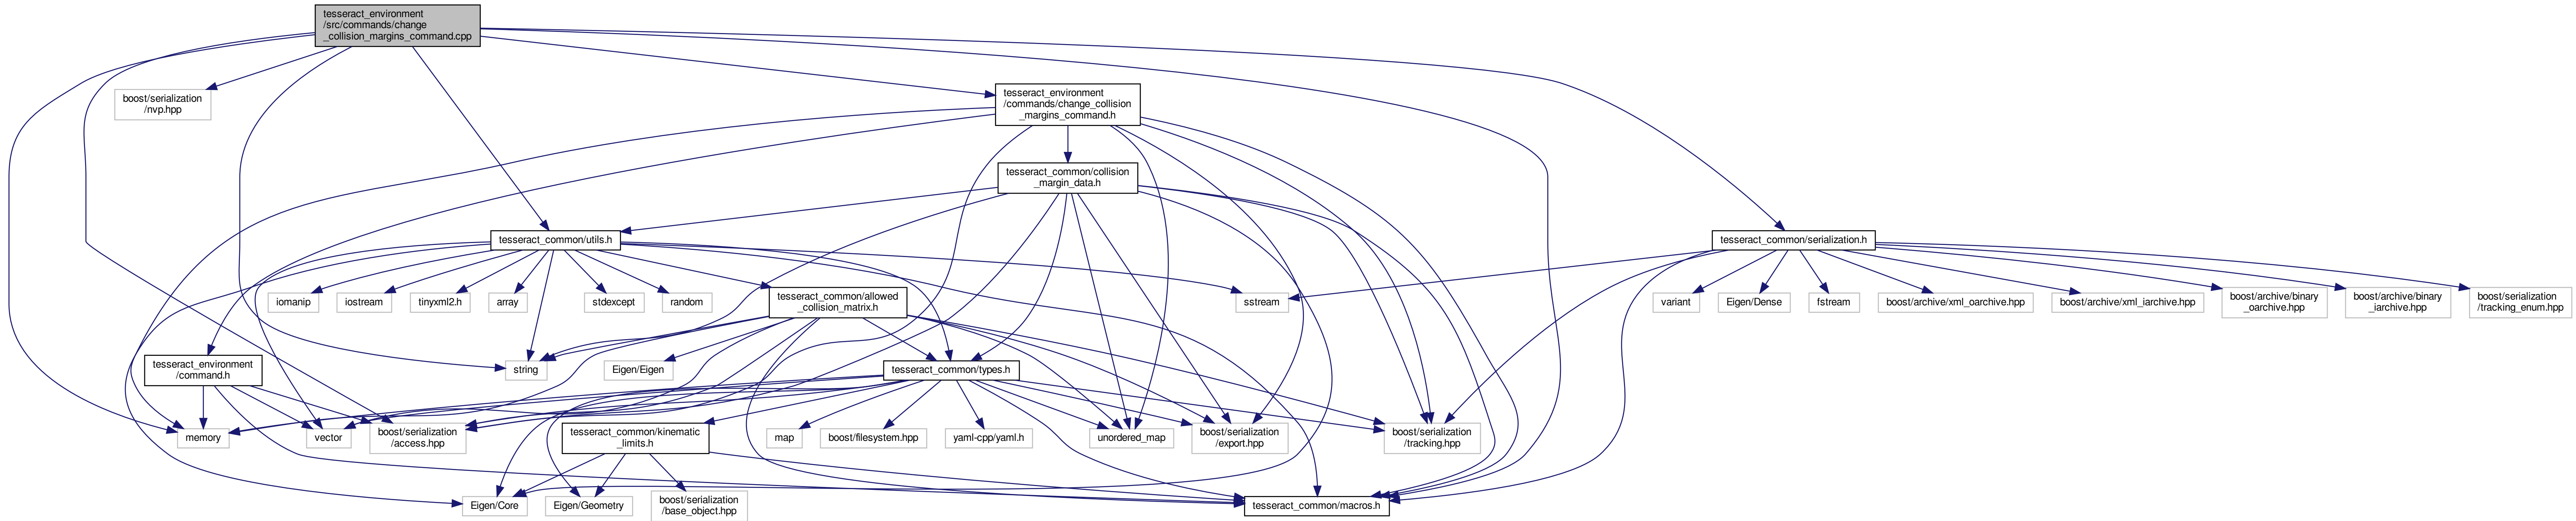 tesseract_environment
/src/commands/change
_collision_margins_command.cpp
boost/serialization
/nvp.hpp
tesseract_environment
/commands/change_collision
_margins_command.h
tesseract_common/collision
_margin_data.h
tesseract_common/utils.h
tesseract_common/serialization.h
iomanip
iostream
tinyxml2.h
array
stdexcept
random
tesseract_common/allowed
_collision_matrix.h
sstream
variant
Eigen/Dense
fstream
boost/archive/xml_oarchive.hpp
boost/archive/xml_iarchive.hpp
boost/archive/binary
_oarchive.hpp
boost/archive/binary
_iarchive.hpp
boost/serialization
/tracking_enum.hpp
tesseract_environment
/command.h
string
Eigen/Eigen
tesseract_common/types.h
memory
vector
boost/serialization
/access.hpp
tesseract_common/kinematic
_limits.h
map
boost/filesystem.hpp
yaml-cpp/yaml.h
unordered_map
boost/serialization
/export.hpp
boost/serialization
/tracking.hpp
Eigen/Core
Eigen/Geometry
boost/serialization
/base_object.hpp
tesseract_common/macros.h